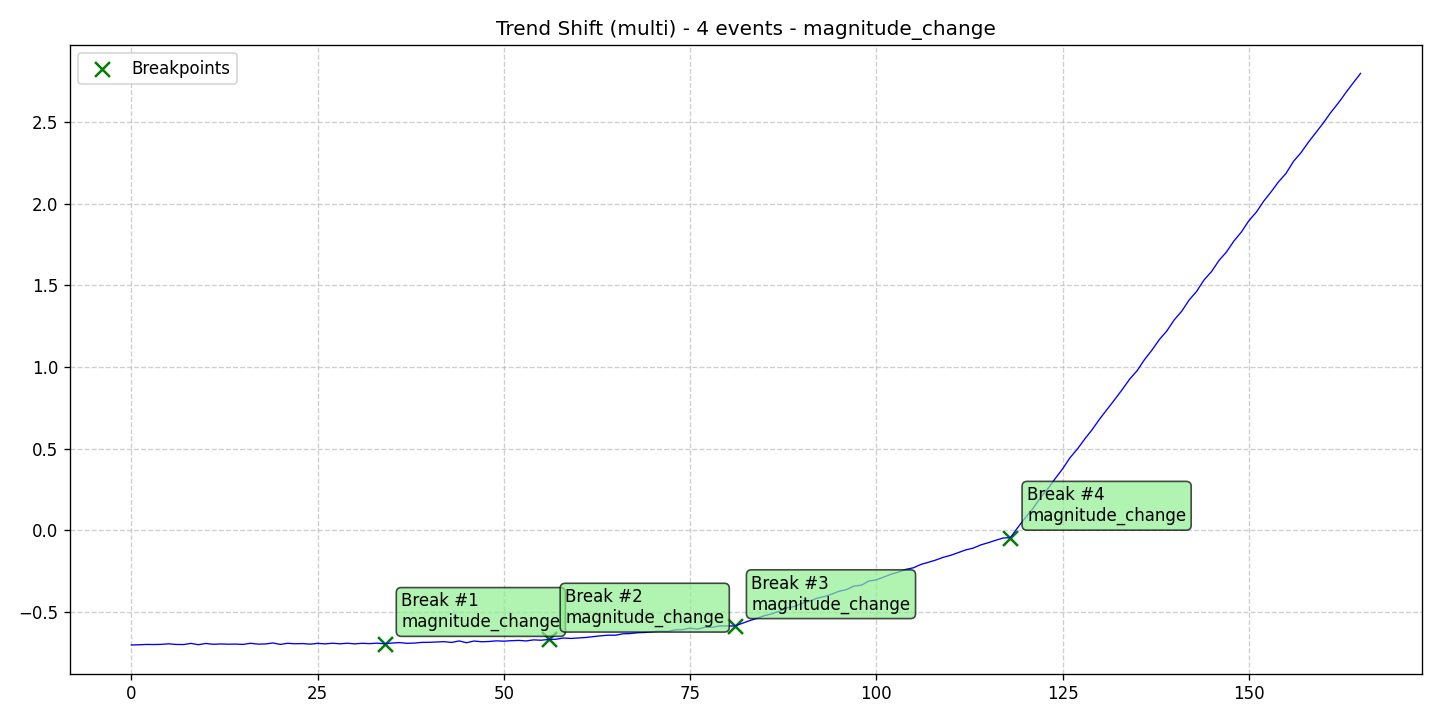 Trend Shift (multi) - 4 events - magnitude_change
Breakpoints
2.5
2.0
1.5
1.0
0.5
0.0
−0.5
Break #1
magnitude_change
Break #2
magnitude_change
Break #3
magnitude_change
Break #4
magnitude_change
0
25
50
75
100
125
150